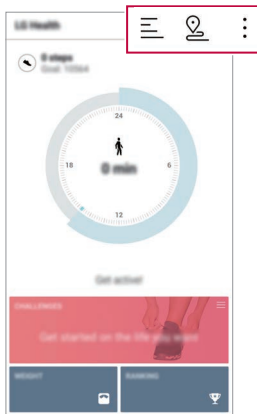 LG Health
0 steps
Goal: 10564
24
18
6
0 min
12
Get active!
CHALLENGES
Get started on the life you want
WEIGHT
RANKING